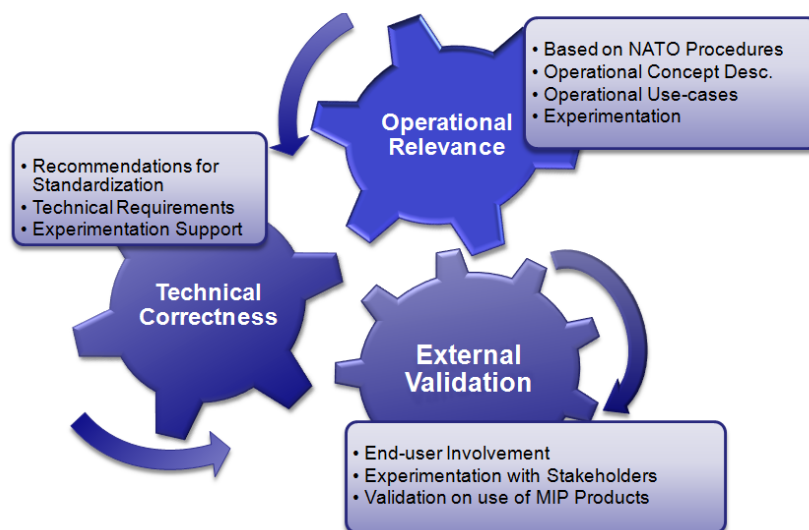 Operational
Relevance
• Based on NATO Procedures
• Operational Concept Desc.
• Operational Use-cases
• Experimentation
• Recommendations for
Standardization
• Technical Requirements
• Experimentation Support
Technical
Correctness
External
Validation
• End-user Involvement
• Experimentation with Stakeholders
• Validation on use of MIP Products